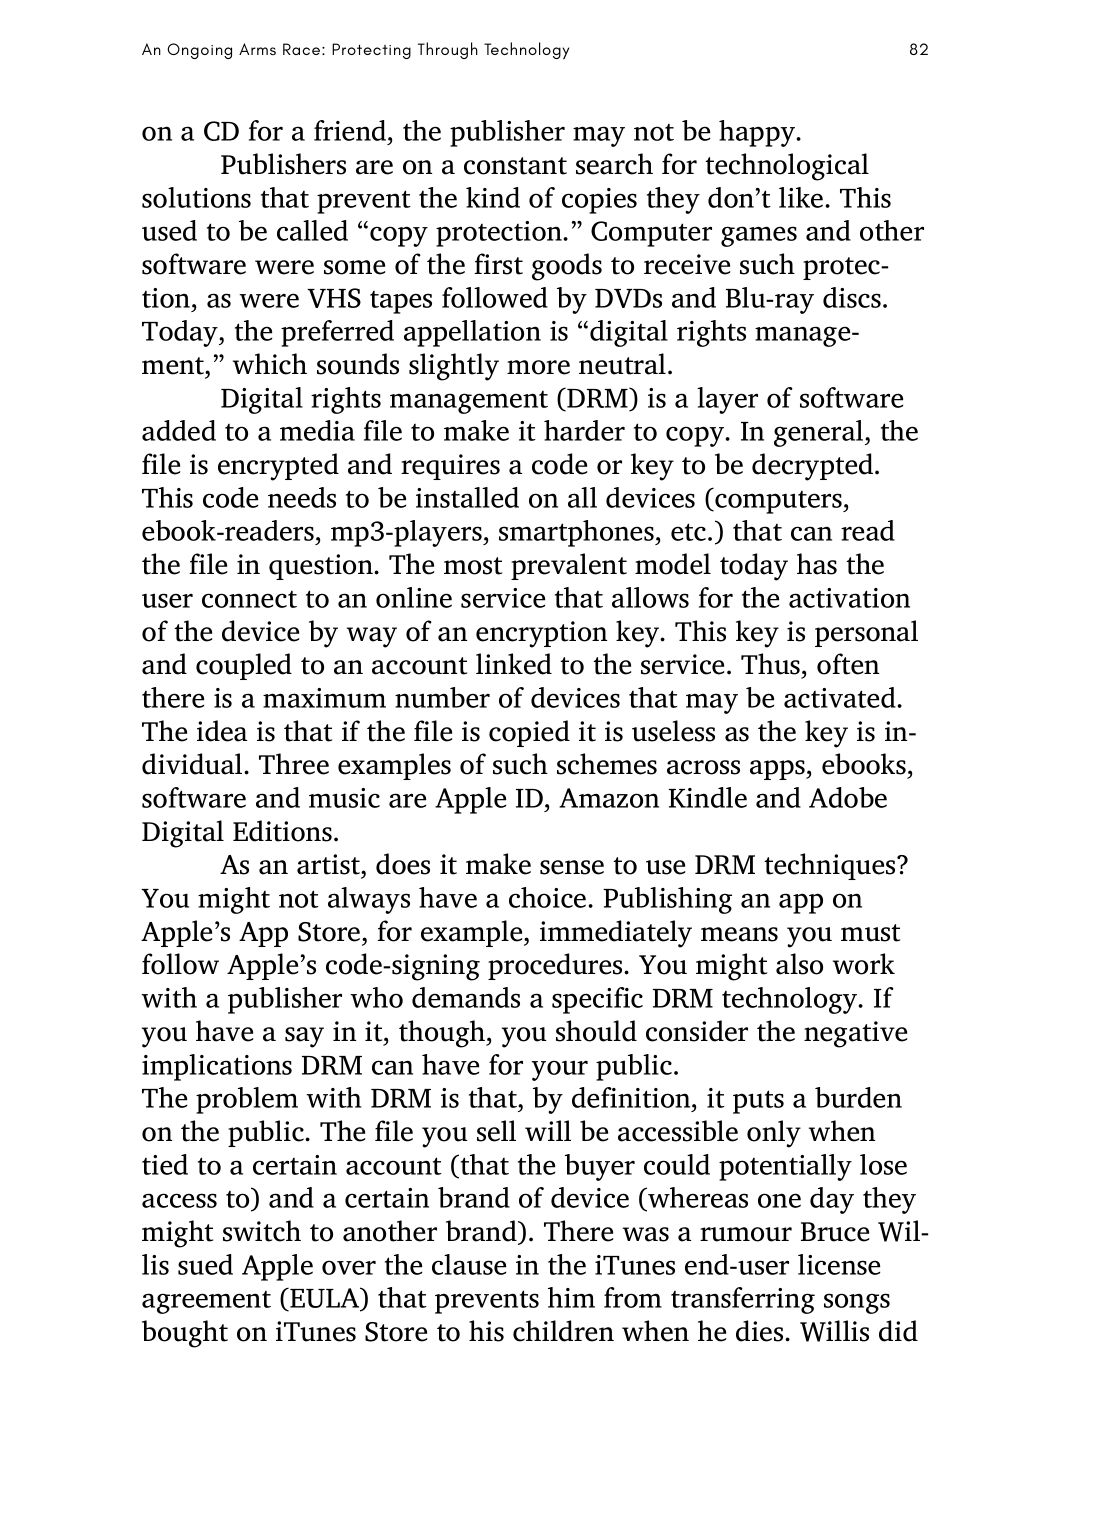 An Ongoing Arms Race: Protecting Through Technology 82
on a CD for a friend, the publisher may not be happy.
Publishers are on a constant search for technological
solutions that prevent the kind of copies they don’t like. This
used to be called “copy protection.” Computer games and other
software were some of the first goods to receive such protec-
tion, as were VHS tapes followed by DVDs and Blu-ray discs.
Today, the preferred appellation is “digital rights manage-
ment,” which sounds slightly more neutral.
Digital rights management (DRM) is a layer of software
added to a media file to make it harder to copy. In general, the
file is encrypted and requires a code or key to be decrypted.
This code needs to be installed on all devices (computers,
ebook-readers, mp3-players, smartphones, etc.) that can read
the file in question. The most prevalent model today has the
user connect to an online service that allows for the activation
of the device by way of an encryption key. This key is personal
and coupled to an account linked to the service. Thus, often
there is a maximum number of devices that may be activated.
The idea is that if the file is copied it is useless as the key is in-
dividual. Three examples of such schemes across apps, ebooks,
software and music are Apple ID, Amazon Kindle and Adobe
Digital Editions.
As an artist, does it make sense to use DRM techniques?
You might not always have a choice. Publishing an app on
Apple’s App Store, for example, immediately means you must
follow Apple’s code-signing procedures. You might also work
with a publisher who demands a specific DRM technology. If
you have a say in it, though, you should consider the negative
implications DRM can have for your public.
The problem with DRM is that, by definition, it puts a burden
on the public. The file you sell will be accessible only when
tied to a certain account (that the buyer could potentially lose
access to) and a certain brand of device (whereas one day they
might switch to another brand). There was a rumour Bruce Wil-
lis sued Apple over the clause in the iTunes end-user license
agreement (EULA) that prevents him from transferring songs
bought on iTunes Store to his children when he dies. Willis did